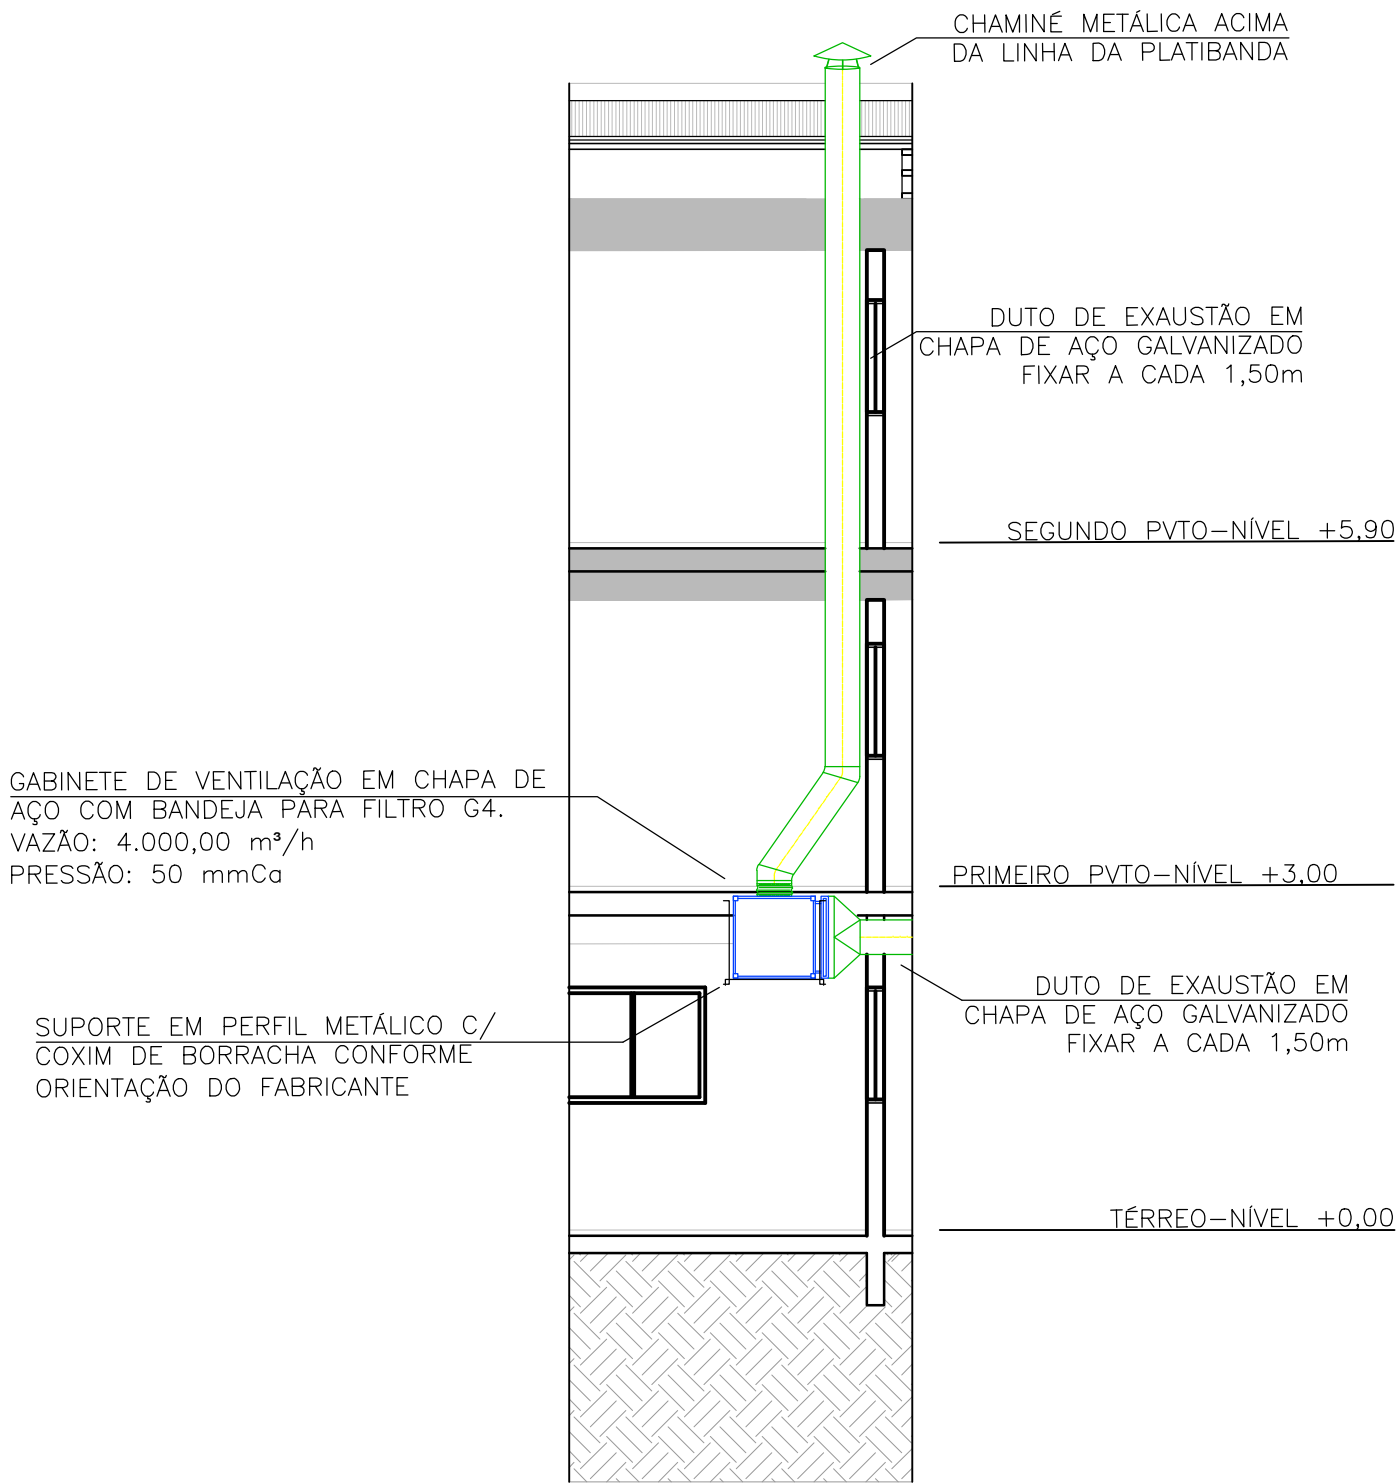 CHAMINÉ METÁLICA ACIMA
DA LINHA DA PLATIBANDA
DUTO DE EXAUSTÃO EM
CHAPA DE AÇO GALVANIZADO
FIXAR A CADA 1,50m
SEGUNDO PVTO-NÍVEL +5,90
GABINETE DE VENTILAÇÃO EM CHAPA DE
AÇO COM BANDEJA PARA FILTRO G4.
VAZÃO: 4.000,00 m³/h
PRESSÃO: 50 mmCa
PRIMEIRO PVTO-NÍVEL +3,00
DUTO DE EXAUSTÃO EM
CHAPA DE AÇO GALVANIZADO
FIXAR A CADA 1,50m
SUPORTE EM PERFIL METÁLICO C/
COXIM DE BORRACHA CONFORME
ORIENTAÇÃO DO FABRICANTE
TÉRREO-NÍVEL +0,00